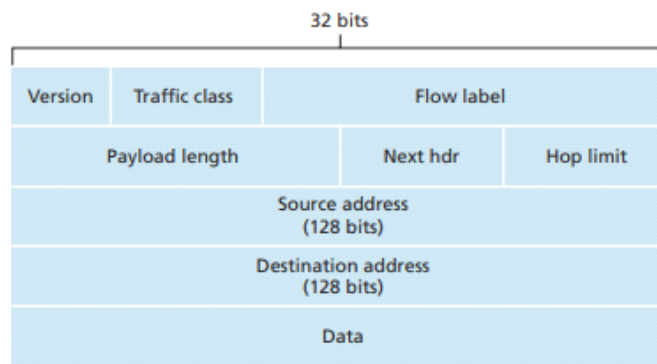 32 bits
Version Traffic class Flow label
Payload length Next hdr Hop limit
Source address
(128 bits)
Destination address
(128 bits)
Data